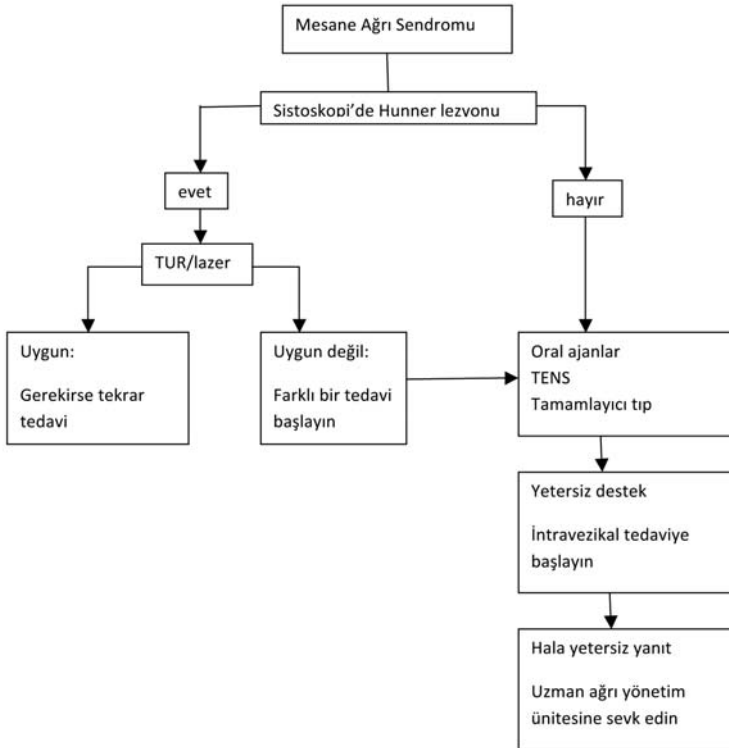 Mesane Ağrı Sendromu
Sistoskopi’de Hunner lezyonu
evet
hayır
TUR/lazer
Uygun:
Gerekirse tekrar
tedavi
Uygun değil:
Farklı bir tedavi
başlayın
Oral ajanlar
TENS
Tamamlayıcı tıp
Yetersiz destek
İntravezikal tedaviye
başlayın
Hala yetersiz yanıt
Uzman ağrı yönetim
ünitesine sevk edin